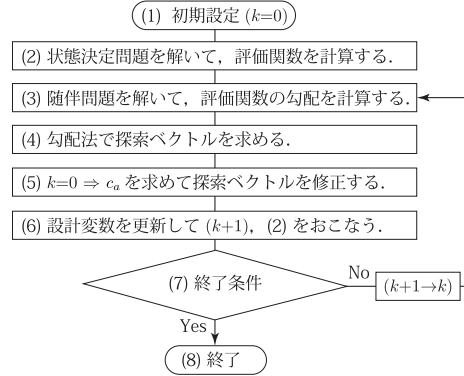 (1) 初期設定 (k=0)
(2) 状態決定問題を解いて，評価関数を計算する．
(3) 随伴問題を解いて，評価関数の勾配を計算する．
(4) 勾配法で探索ベクトルを求める．
(5) k=0 ⇒ cₐ を求めて探索ベクトルを修正する．
(6) 設計変数を更新して (k+1)，(2) をおこなう．
(7) 終了条件
No
(k+1→k)
Yes
(8) 終了